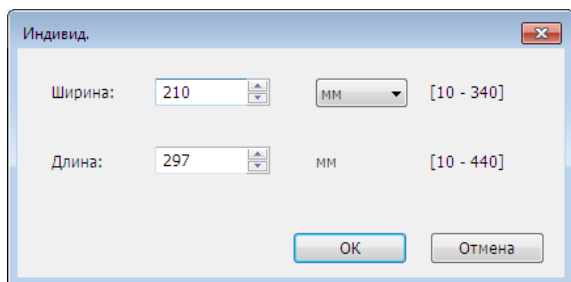 Индивид.
Ширина: 210 мм [10 - 340]
Длина: 297 мм [10 - 440]
OK Отмена